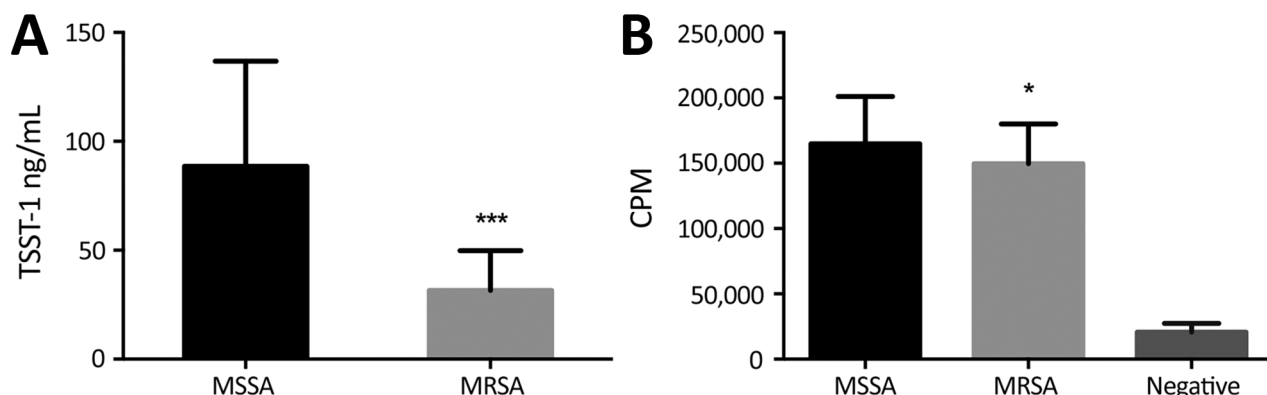 A
TSST-1 ng/mL
150
100
50
0
***
MSSA
MRSA
B
CPM
250,000
200,000
150,000
100,000
50,000
0
*
MSSA
MRSA
Negative